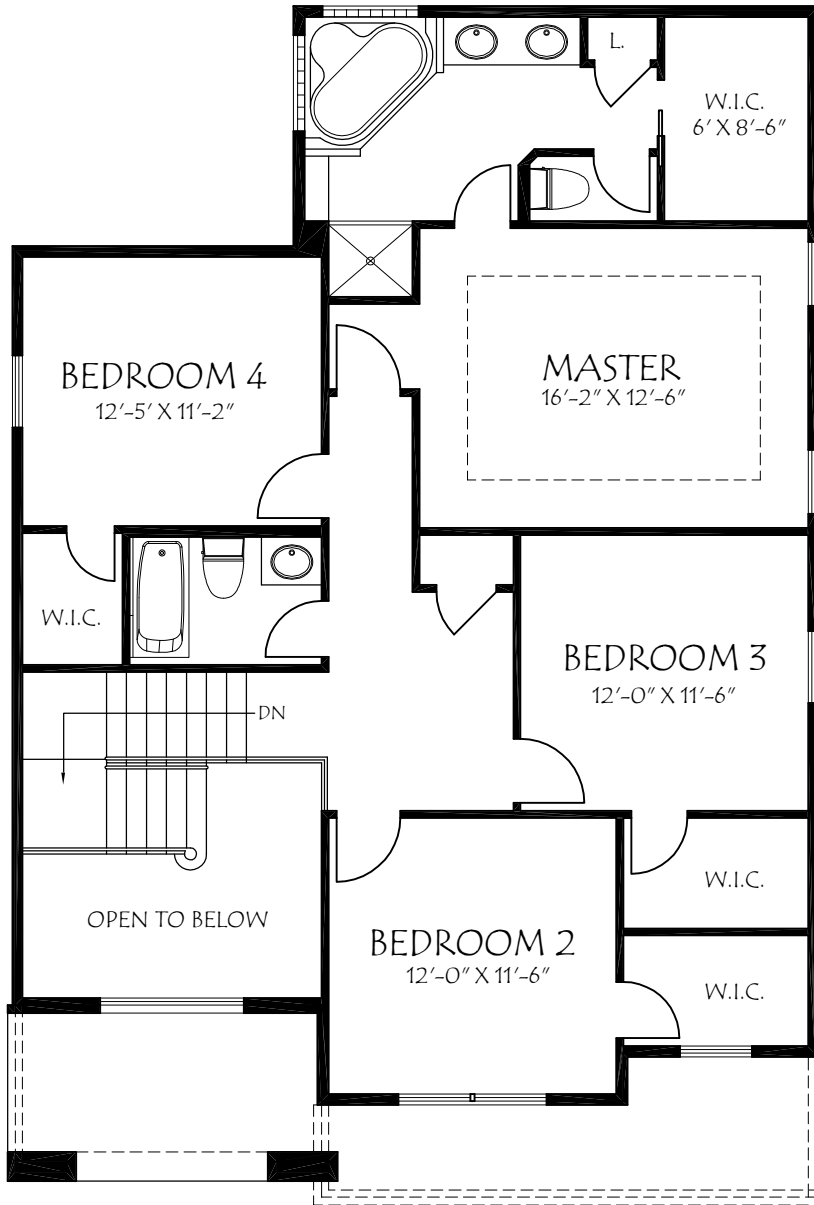 L.
W.I.C.
6' X 8'-6"
BEDROOM 4
12'-5' X 11'-2"
MASTER
16'-2" X 12'-6"
W.I.C.
BEDROOM 3
12'-0" X 11'-6"
DN
W.I.C.
OPEN TO BELOW
BEDROOM 2
12'-0" X 11'-6"
W.I.C.